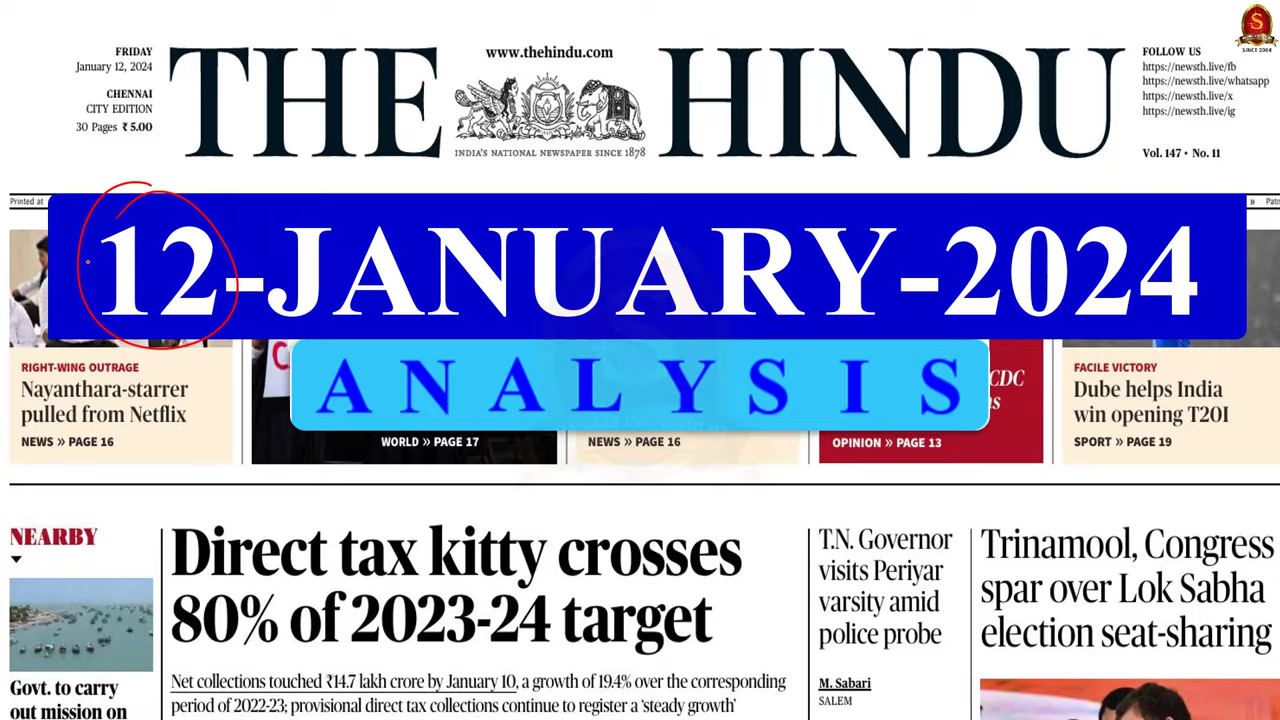 FRIDAY
January 12, 2024
CHENNAI
CITY EDITION
30 Pages ₹ 5.00
THE HINDU
www.thehindu.com
INDIA'S NATIONAL NEWSPAPER SINCE 1878
FOLLOW US
https://newsth.live/fb
https://newsth.live/whatsapp
https://newsth.live/x
https://newsth.live/ig
Vol. 147 • No. 11
S
SINCE 2004
Printed at
» Pat
12-JANUARY-2024
ANALYSIS
RIGHT-WING OUTRAGE
Nayanthara-starrer
pulled from Netflix
NEWS » PAGE 16
C
WORLD » PAGE 17
NEWS » PAGE 16
CDC
ns
OPINION » PAGE 13
FACILE VICTORY
Dube helps India
win opening T20I
SPORT » PAGE 19
NEARBY
Govt. to carry
out mission on
Direct tax kitty crosses
80% of 2023-24 target
Net collections touched ₹14.7 lakh crore by January 10, a growth of 19.4% over the corresponding
period of 2022-23; provisional direct tax collections continue to register a 'steady growth'
T.N. Governor
visits Periyar
varsity amid
police probe
M. Sabari
SALEM
Trinamool, Congress
spar over Lok Sabha
election seat-sharing